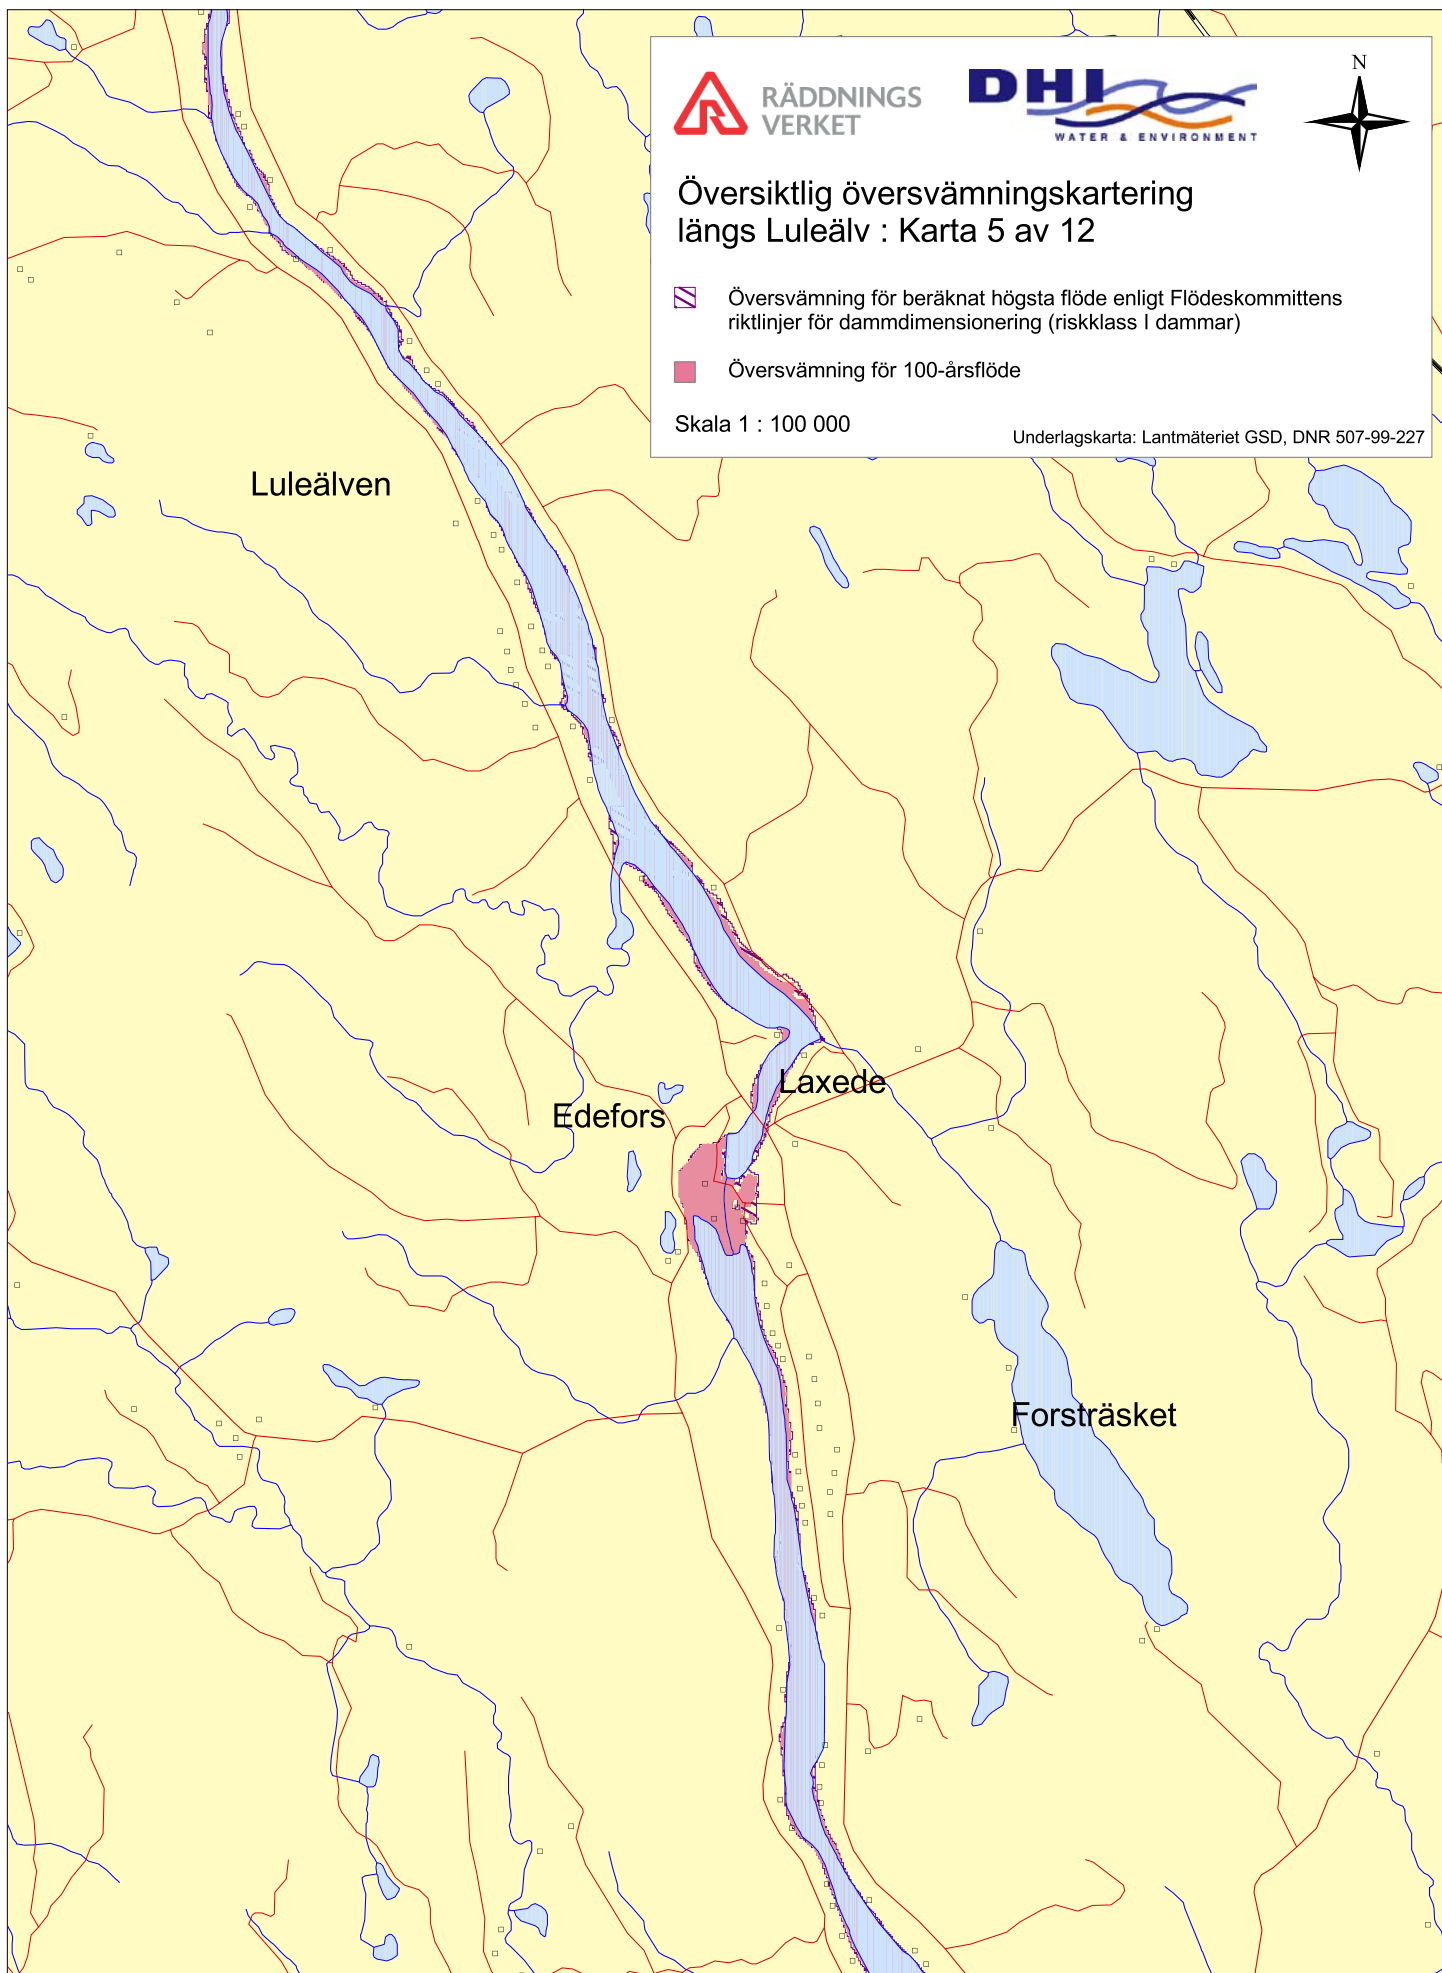 RÄDDNINGS
VERKET
DHI
WATER & ENVIRONMENT
N
Översiktlig översvämningskartering
längs Luleälv : Karta 5 av 12
Översvämning för beräknat högsta flöde enligt Flödeskommittens
riktlinjer för dammdimensionering (riskklass I dammar)
Översvämning för 100-årsflöde
Skala 1 : 100 000
Underlagskarta: Lantmäteriet GSD, DNR 507-99-227
Luleälven
Laxede
Edefors
Forsträsket